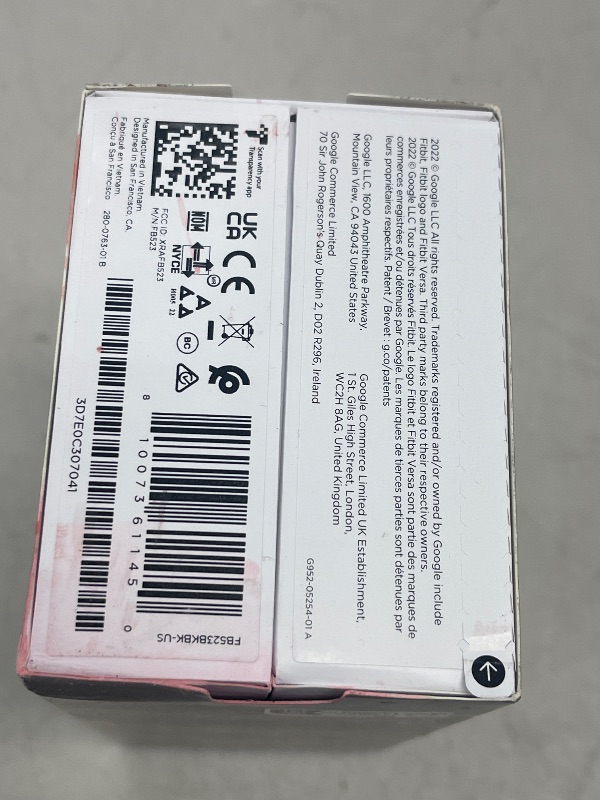 2022 © Google LLC All rights reserved. Trademarks registered and/or owned by Google include
Fitbit, Fitbit logo and Fitbit Versa. Third party marks belong to their respective owners.
2022 © Google LLC Tous droits réservés Fitbit. Le logo Fitbit et Fitbit Versa sont partie des marques de
commerces enregistrées et/ou détenues par Google. Les marques de tierces parties sont détenues par
leurs propriétaires respectifs. Patent / Brevet : g.co/patents
Google LLC, 1600 Amphitheatre Parkway,
Mountain View, CA 94043 United States
Google Commerce Limited UK Establishment,
1 St. Giles High Street, London,
WC2H 8AG, United Kingdom
Google Commerce Limited
70 Sir John Rogerson's Quay Dublin 2, D02 R296, Ireland
G952-05254-01 A
Scan with your
Transparency app
UK
CA
CE
NOM
NYCE
BC
FCC ID: XRAFB523
M/N FB523
Manufactured in Vietnam
Designed in San Francisco, CA
Fabriqué en Vietnam
Conçu à San Francisco 280-0763-01 B
8 10073 61145 0
FB523BKBK-US
3D7E0C307041